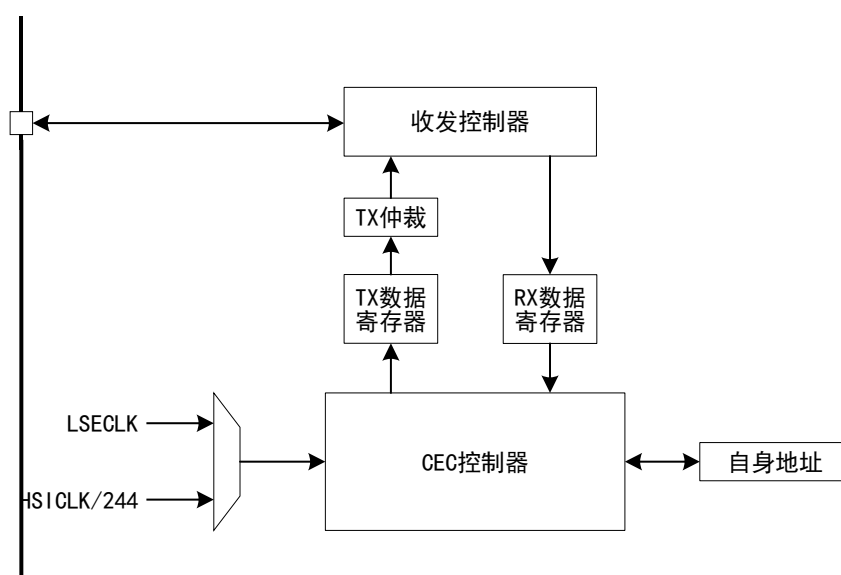 收发控制器
TX仲裁
TX数据
寄存器
RX数据
寄存器
LSECLK
HSICLK/244
CEC控制器
自身地址